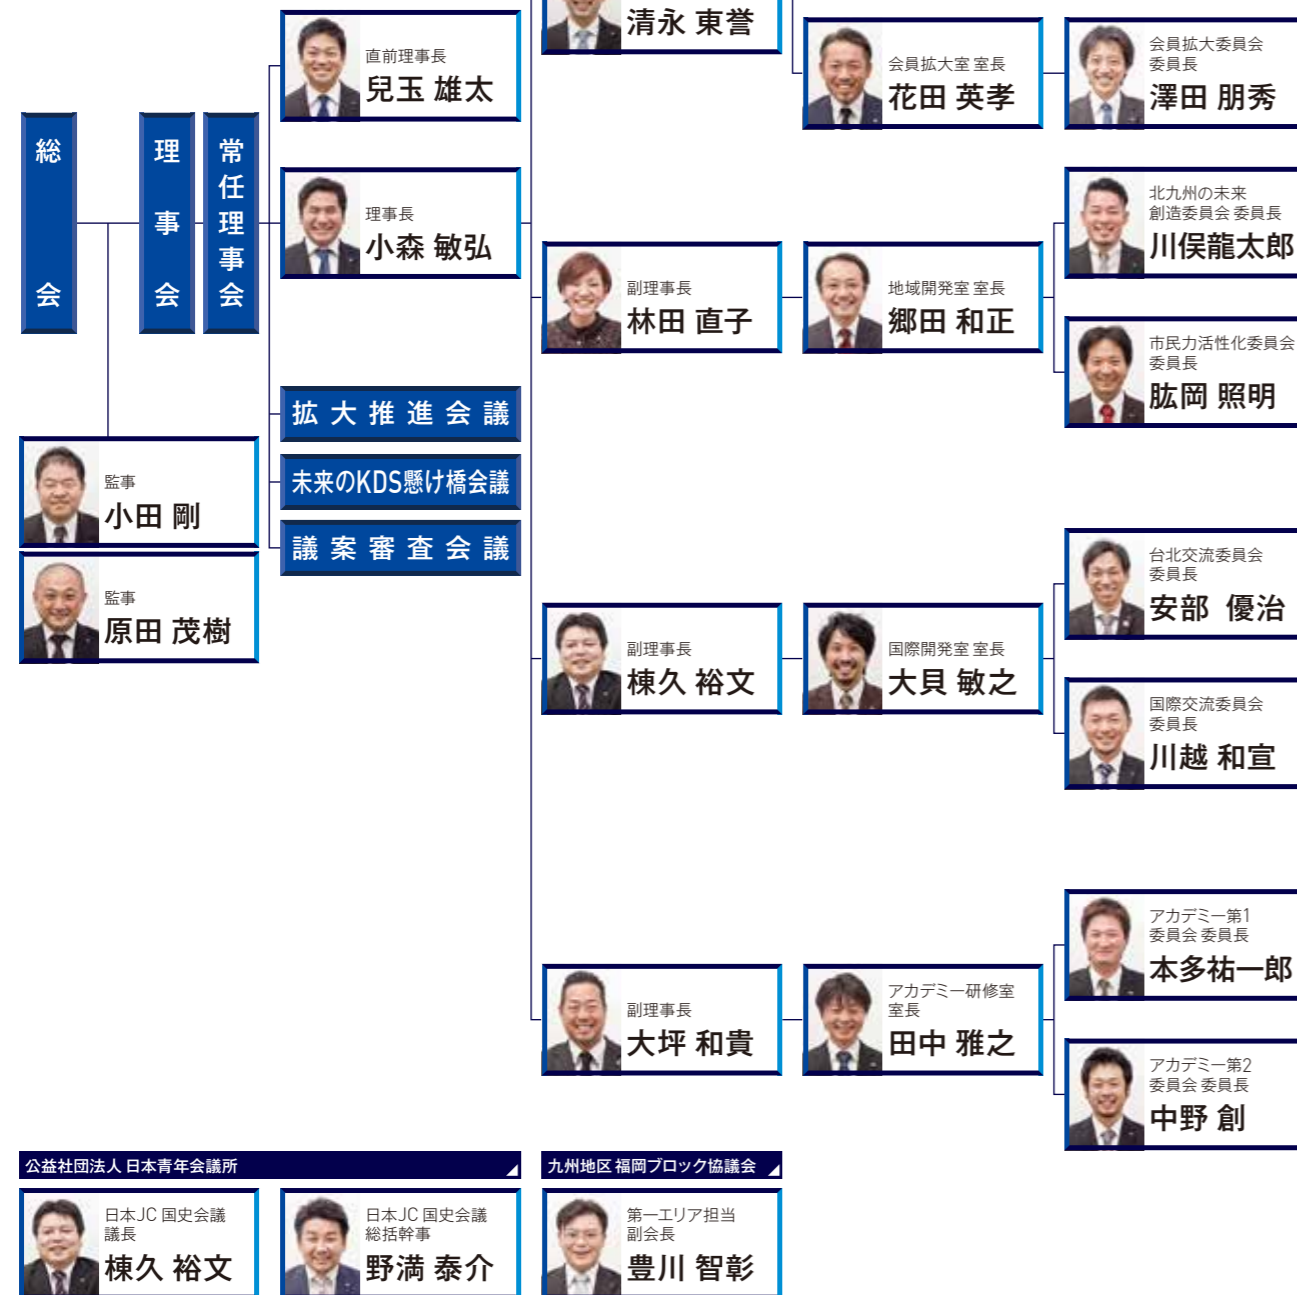 総会
理事会
常任理事会
直前理事長
兒玉 雄太
理事長
小森 敏弘
拡大推進会議
未来のKDS懸け橋会議
議案審査会議
監事
小田 剛
監事
原田 茂樹
清永 東誉
会員拡大室 室長
花田 英孝
会員拡大委員会
委員長
澤田 朋秀
副理事長
林田 直子
地域開発室 室長
郷田 和正
北九州の未来
創造委員会 委員長
川俣龍太郎
市民力活性化委員会
委員長
肱岡 照明
副理事長
棟久 裕文
国際開発室 室長
大貝 敏之
台北交流委員会
委員長
安部 優治
国際交流委員会
委員長
川越 和宣
副理事長
大坪 和貴
アカデミー研修室
室長
田中 雅之
アカデミー第1
委員会 委員長
本多祐一郎
アカデミー第2
委員会 委員長
中野 創
公益社団法人 日本青年会議所
日本JC 国史会議
議長
棟久 裕文
日本JC 国史会議
総括幹事
野満 泰介
九州地区 福岡ブロック協議会
第一エリア担当
副会長
豊川 智彰